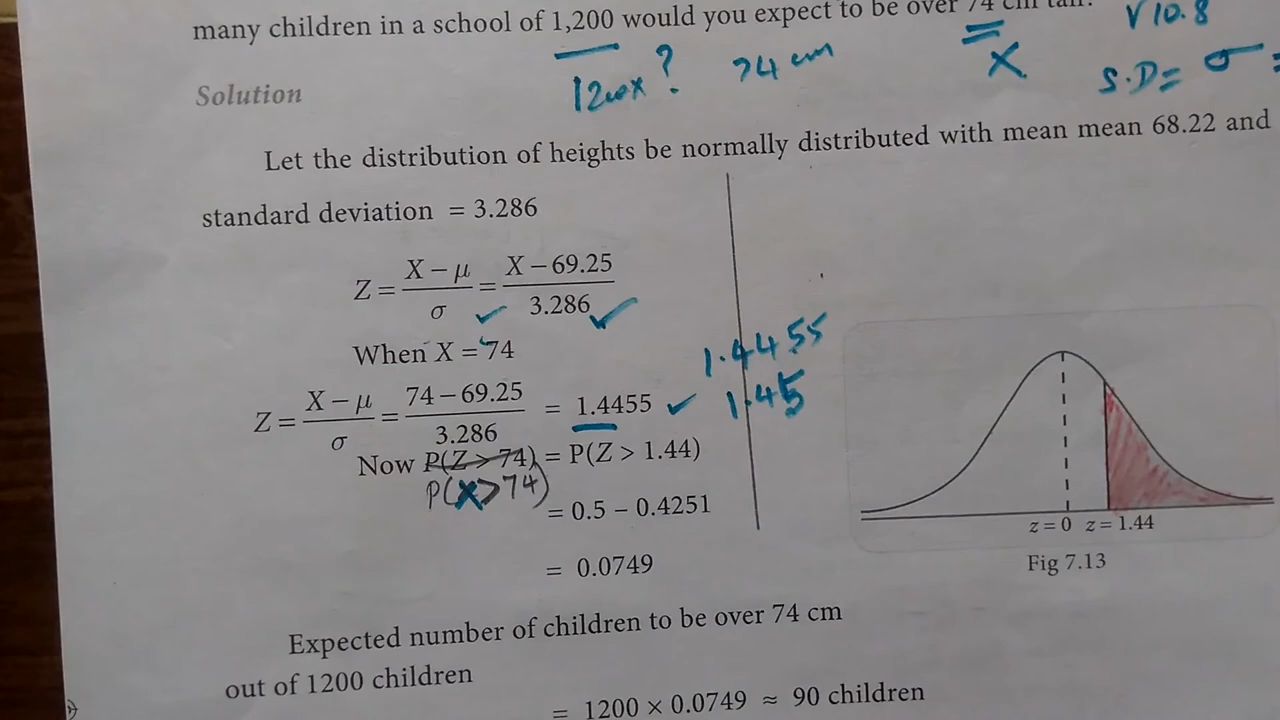 many children in a school of 1,200 would you expect to be over 74 cm tall?
√10.8
1200x ? 74 cm
X
S.D = σ =
Solution
Let the distribution of heights be normally distributed with mean mean 68.22 and
standard deviation = 3.286
Z = X − μ / σ = X − 69.25 / 3.286
When X = 74
1.4455
Z = X − μ / σ = 74 − 69.25 / 3.286 = 1.4455
1.45
Now P(Z > 74) = P(Z > 1.44)
P(X > 74)
= 0.5 − 0.4251
= 0.0749
z = 0 z = 1.44
Fig 7.13
Expected number of children to be over 74 cm
out of 1200 children
= 1200 × 0.0749 ≈ 90 children